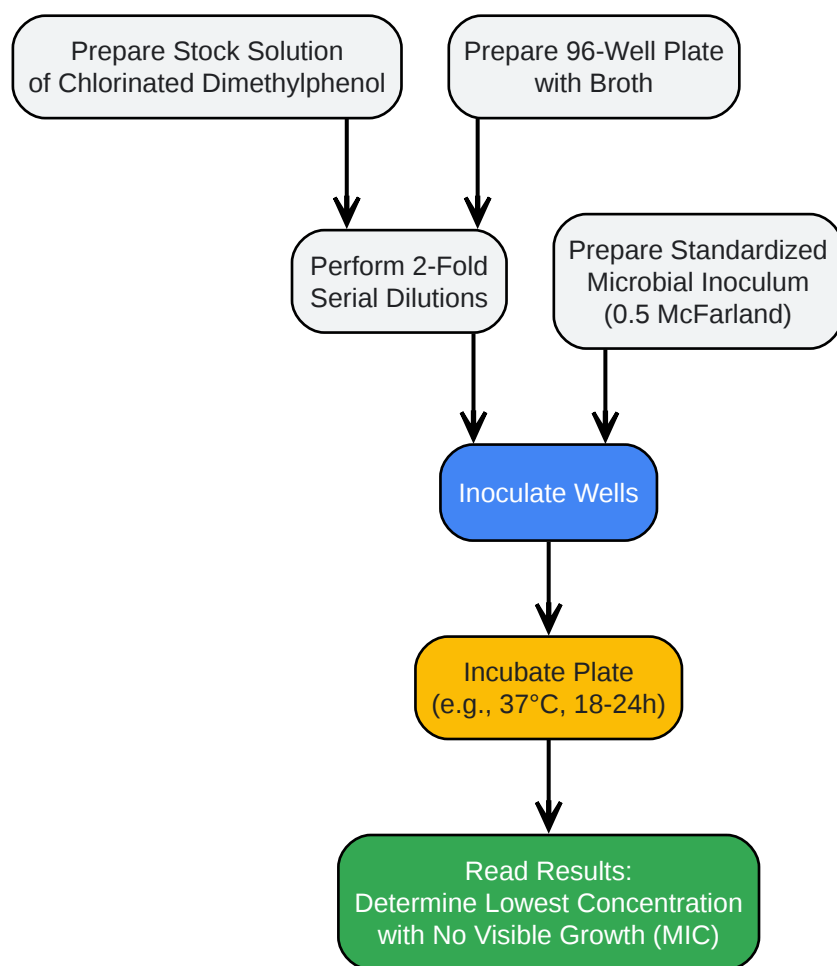 Prepare Stock Solution
of Chlorinated Dimethylphenol
Prepare 96-Well Plate
with Broth
Perform 2-Fold
Serial Dilutions
Prepare Standardized
Microbial Inoculum
(0.5 McFarland)
Inoculate Wells
Incubate Plate
(e.g., 37°C, 18-24h)
Read Results:
Determine Lowest Concentration
with No Visible Growth (MIC)